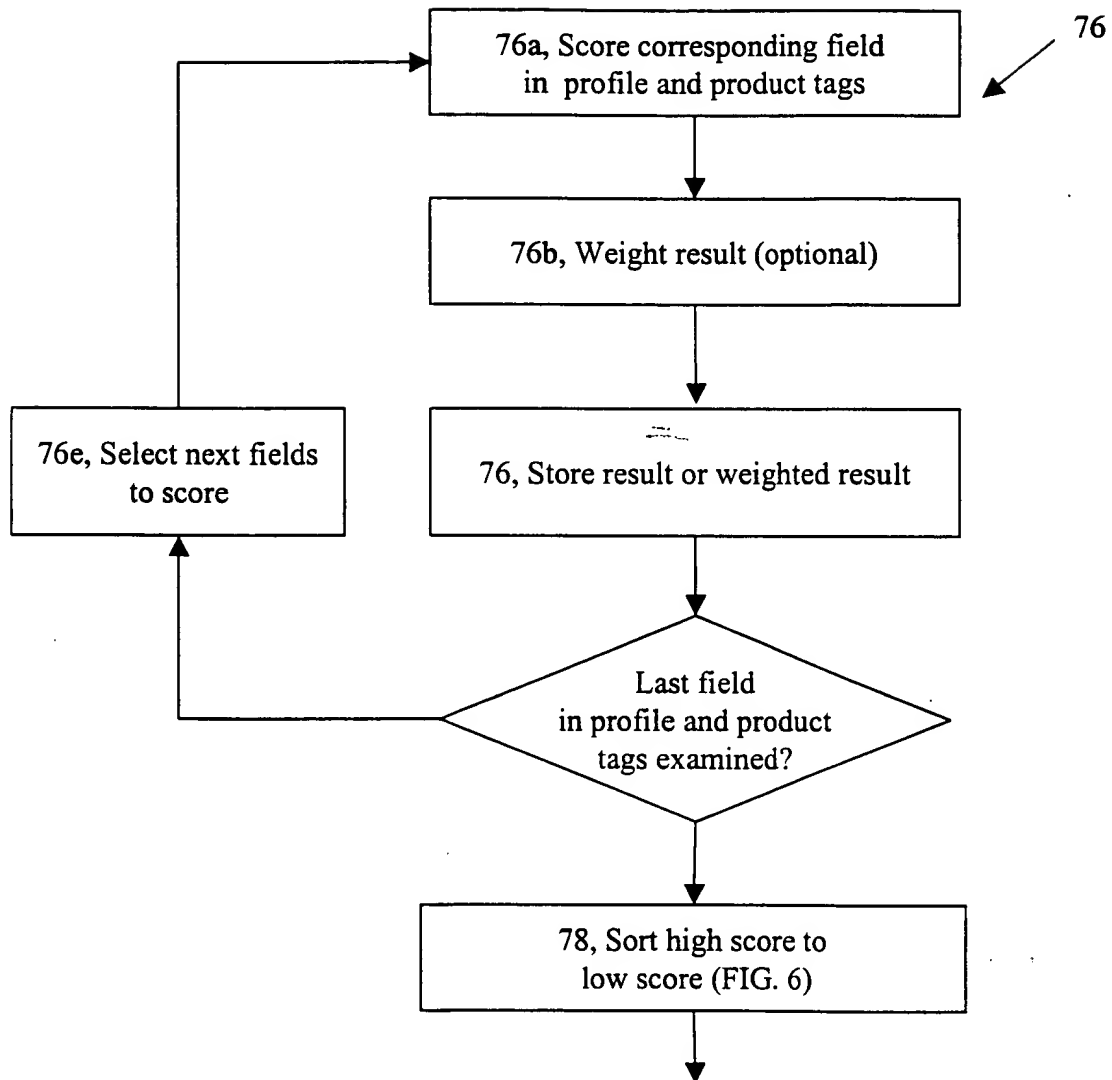 76
76a, Score corresponding field
in profile and product tags
76b, Weight result (optional)
76e, Select next fields
to score
76, Store result or weighted result
Last field
in profile and product
tags examined?
78, Sort high score to
low score (FIG. 6)